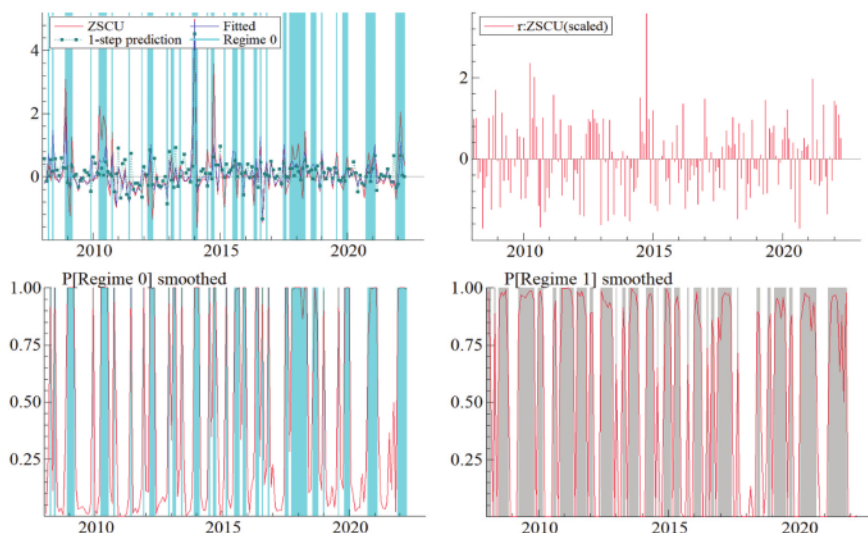 ZSCU Fitted
1-step prediction Regime 0
4
2
0
2010 2015 2020
r:ZSCU(scaled)
2
0
2010 2015 2020
P[Regime 0] smoothed
1.00
0.75
0.50
0.25
2010 2015 2020
P[Regime 1] smoothed
1.00
0.75
0.50
0.25
2010 2015 2020